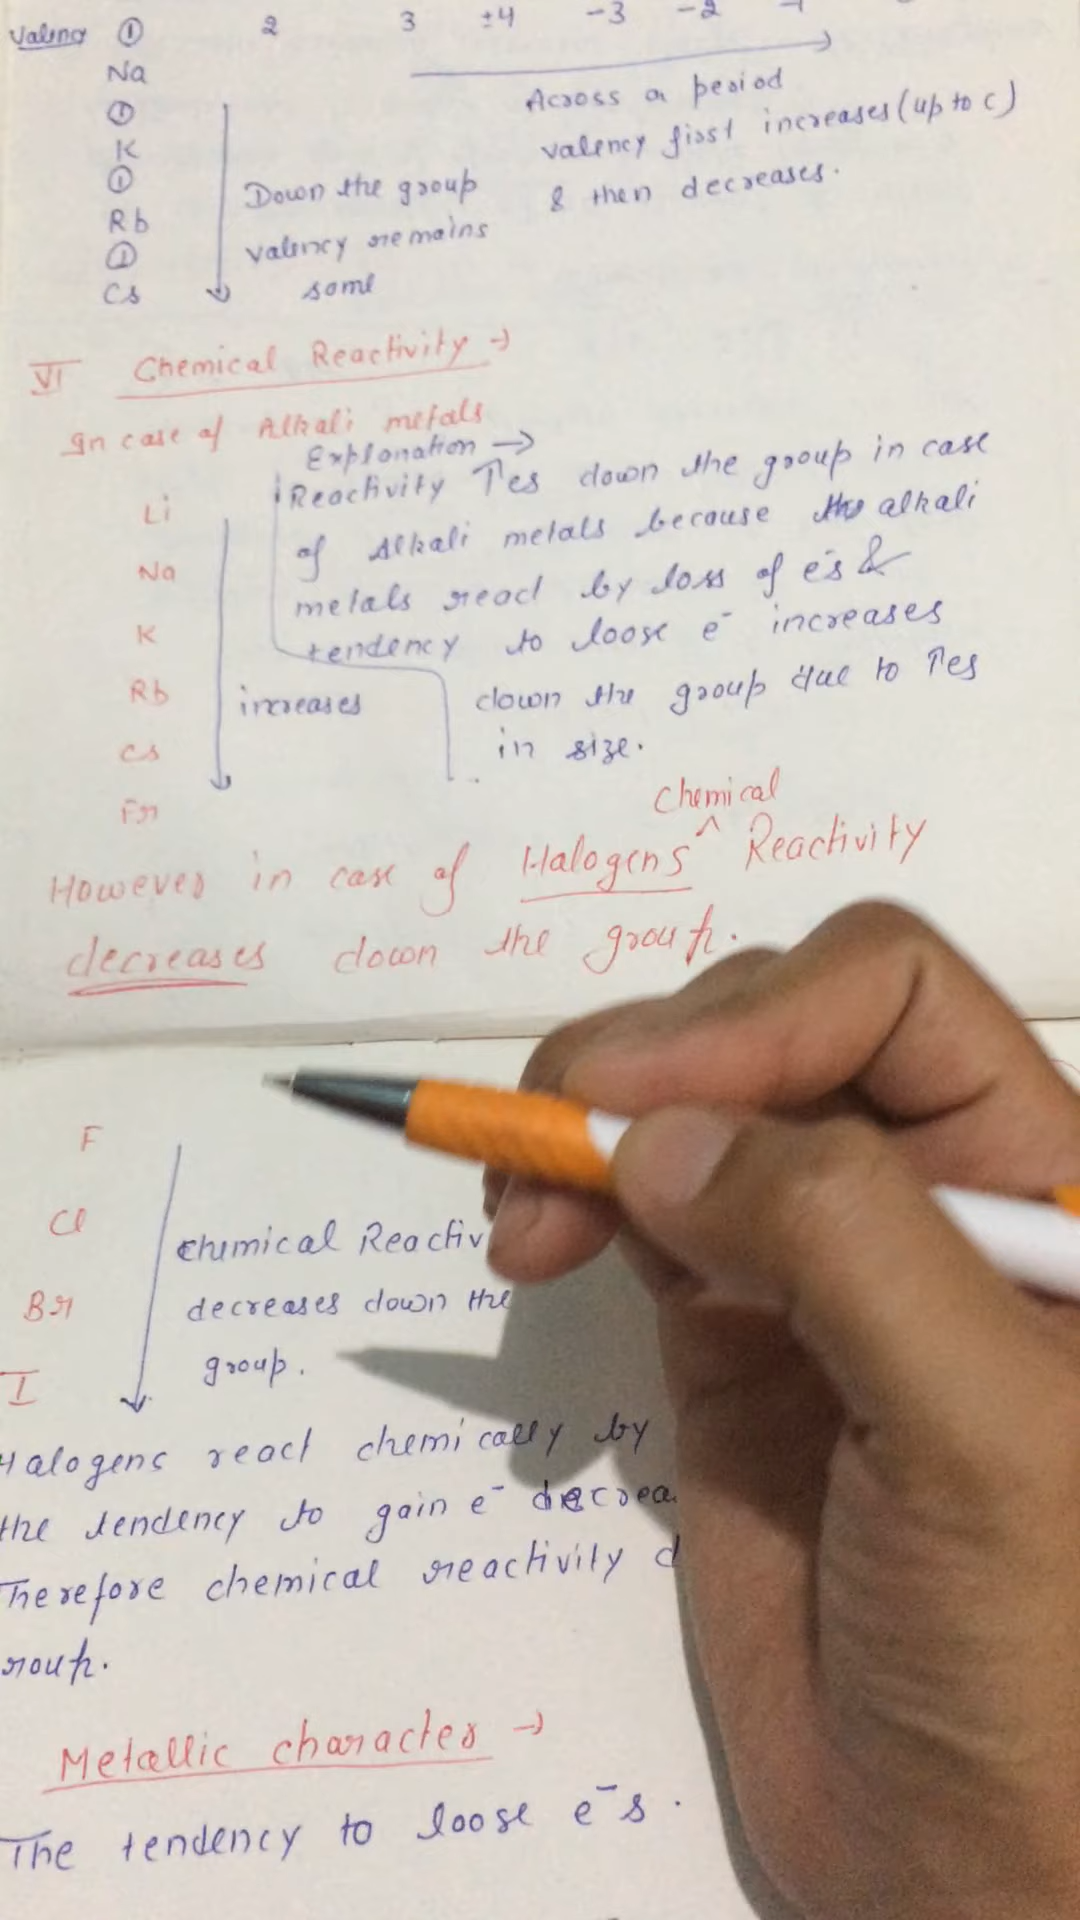 Valency ① 2 3 ±4 -3 -2 -1
Na
①
K
①
Rb
①
Cs
Across a period
valency first increases (up to C)
& then decreases.
Down the group
valency remains
same
VI Chemical Reactivity →
In case of Alkali metals
Explanation →
Reactivity ↑es down the group in case
of Alkali metals because the alkali
metals react by loss of e⁻s &
tendency to loose e⁻ increases
down the group due to ↑es
in size.
Li
Na
K
Rb
Cs
Fr
increases
However in case of Halogens ^ Chemical Reactivity
decreases down the group.
F
Cl
Br
I
Chemical Reactiv
decreases down the
group.
Halogens react chemically by
the tendency to gain e⁻ decrea
Therefore chemical reactivity d
roup.
Metallic character →
The tendency to loose e⁻s.